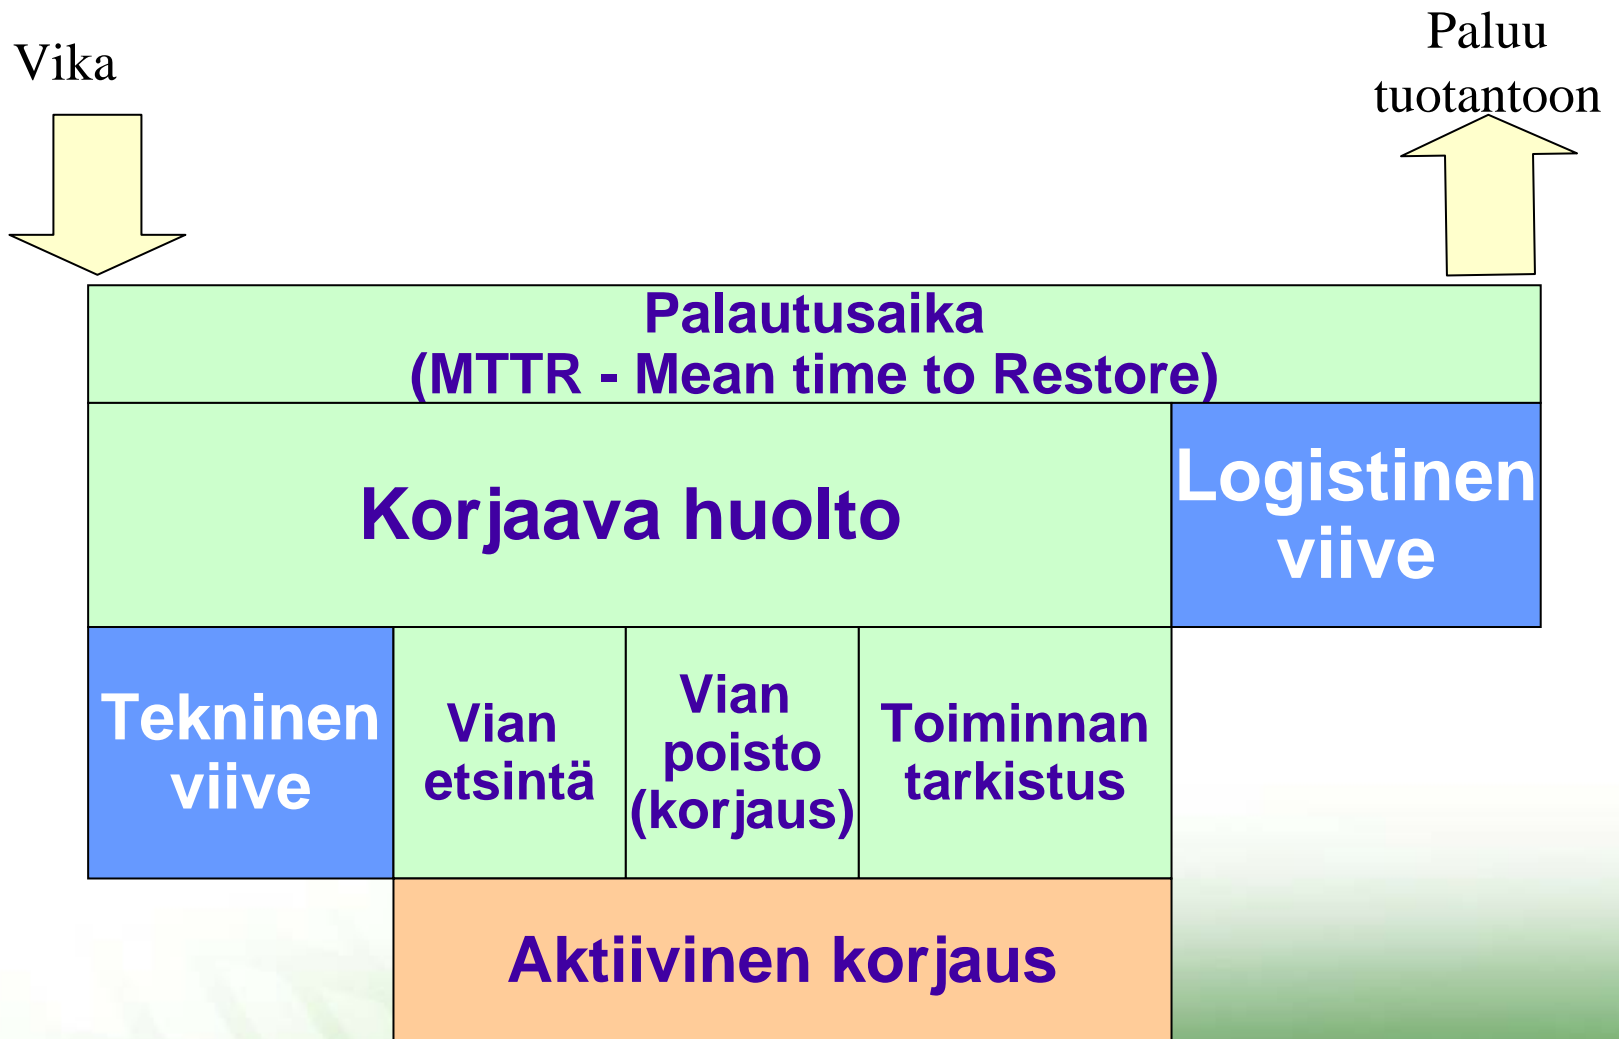 Vika
Paluu
tuotantoon
Palautusaika
(MTTR - Mean time to Restore)
Korjaava huolto
Logistinen
viive
Tekninen
viive
Vian
etsintä
Vian
poisto
(korjaus)
Toiminnan
tarkistus
Aktiivinen korjaus